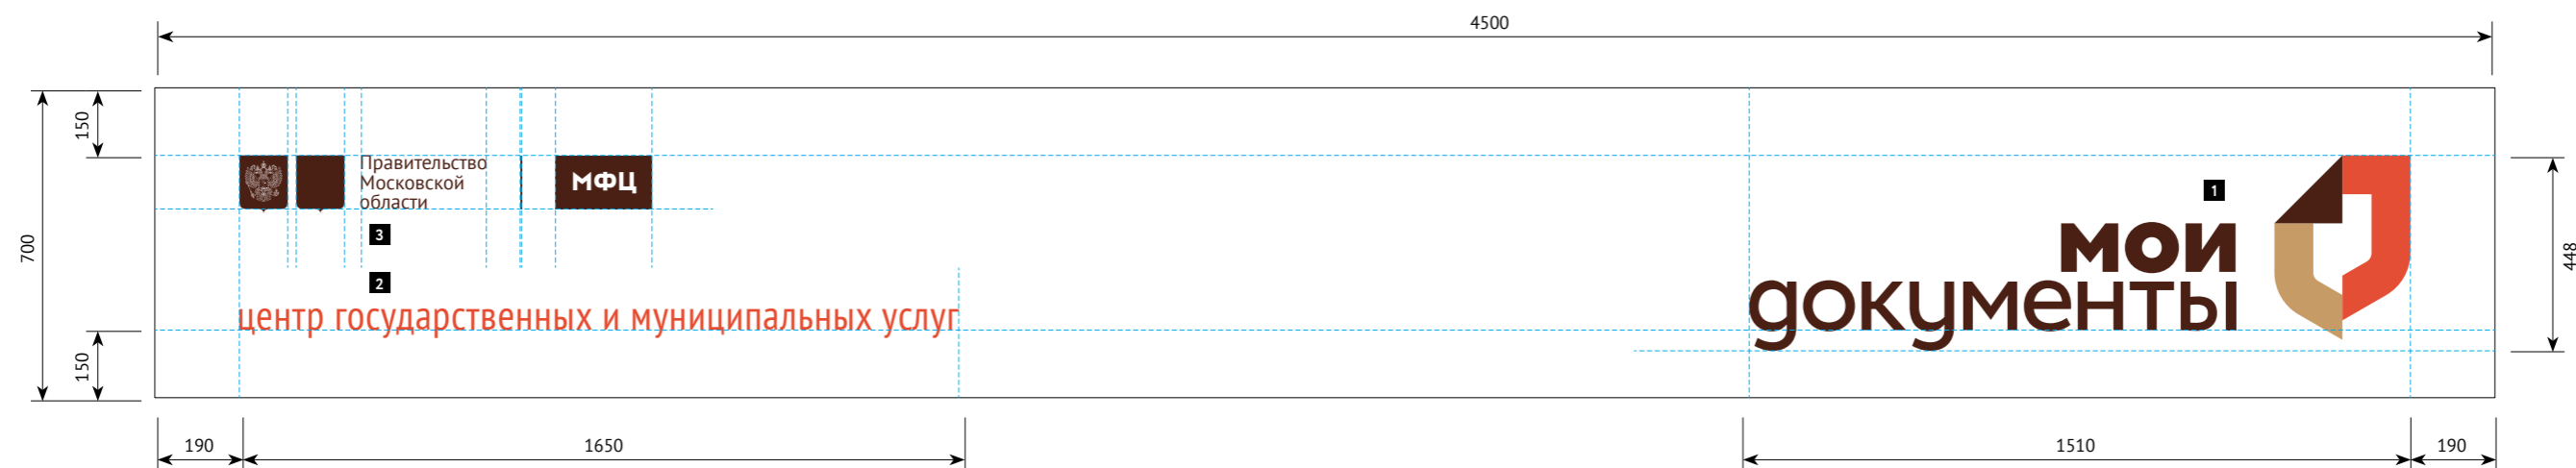 4500
150
Правительство
Московской
области
МФЦ
1
мои
документы
3
2
700
448
центр государственных и муниципальных услуг
150
190
1650
1510
190